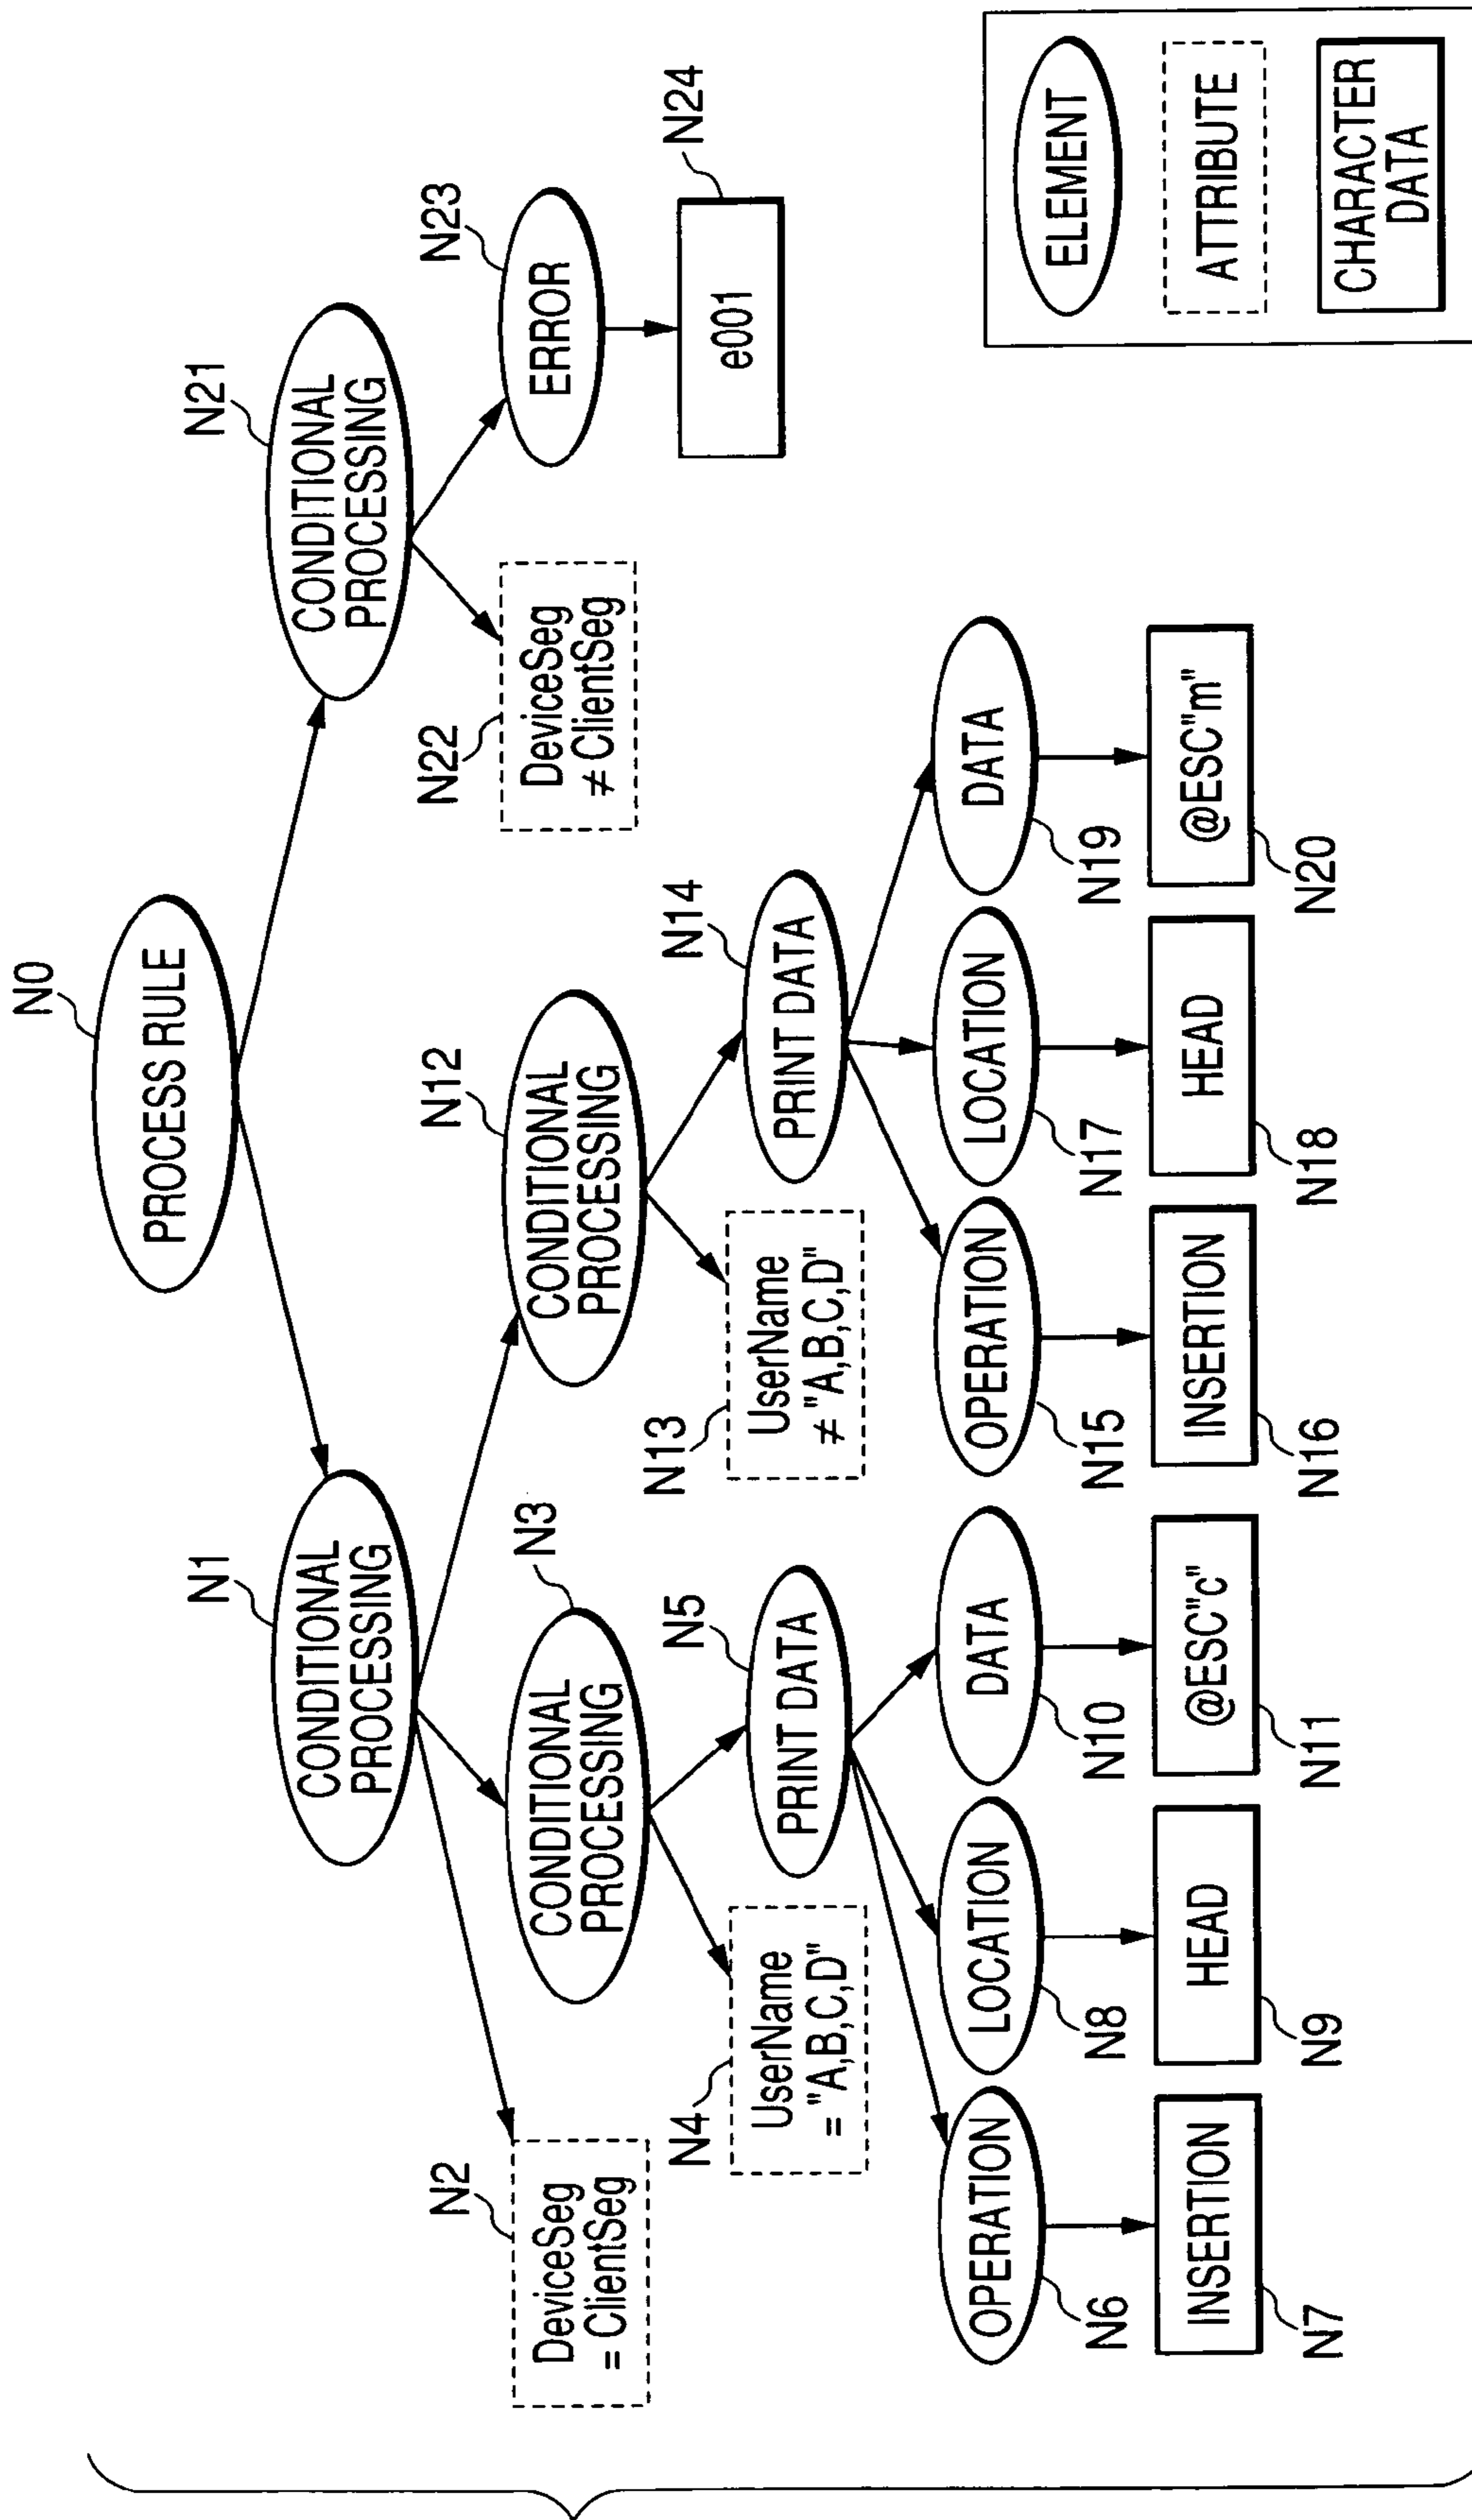 N0
PROCESS RULE
N1
CONDITIONAL
PROCESSING
N21
CONDITIONAL
PROCESSING
N2
DeviceSeg
= ClientSeg
N3
CONDITIONAL
PROCESSING
N12
CONDITIONAL
PROCESSING
N22
DeviceSeg
≠ ClientSeg
N23
ERROR
N4
UserName
= "A,B,C,D"
N5
PRINT DATA
N13
UserName
≠ "A,B,C,D"
N14
PRINT DATA
e001
N24
OPERATION
N6
LOCATION
N8
DATA
N10
OPERATION
N15
LOCATION
N17
DATA
N19
INSERTION
N7
HEAD
N9
@ESC"c"
N11
INSERTION
N16
HEAD
N18
@ESC"m"
N20
ELEMENT
ATTRIBUTE
CHARACTER
DATA